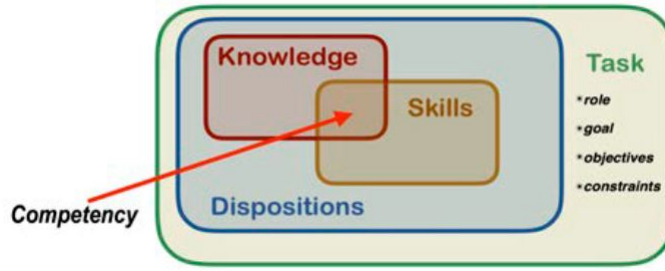 Knowledge
Task
Skills
*role
*goal
*objectives
*constraints
Competency
Dispositions